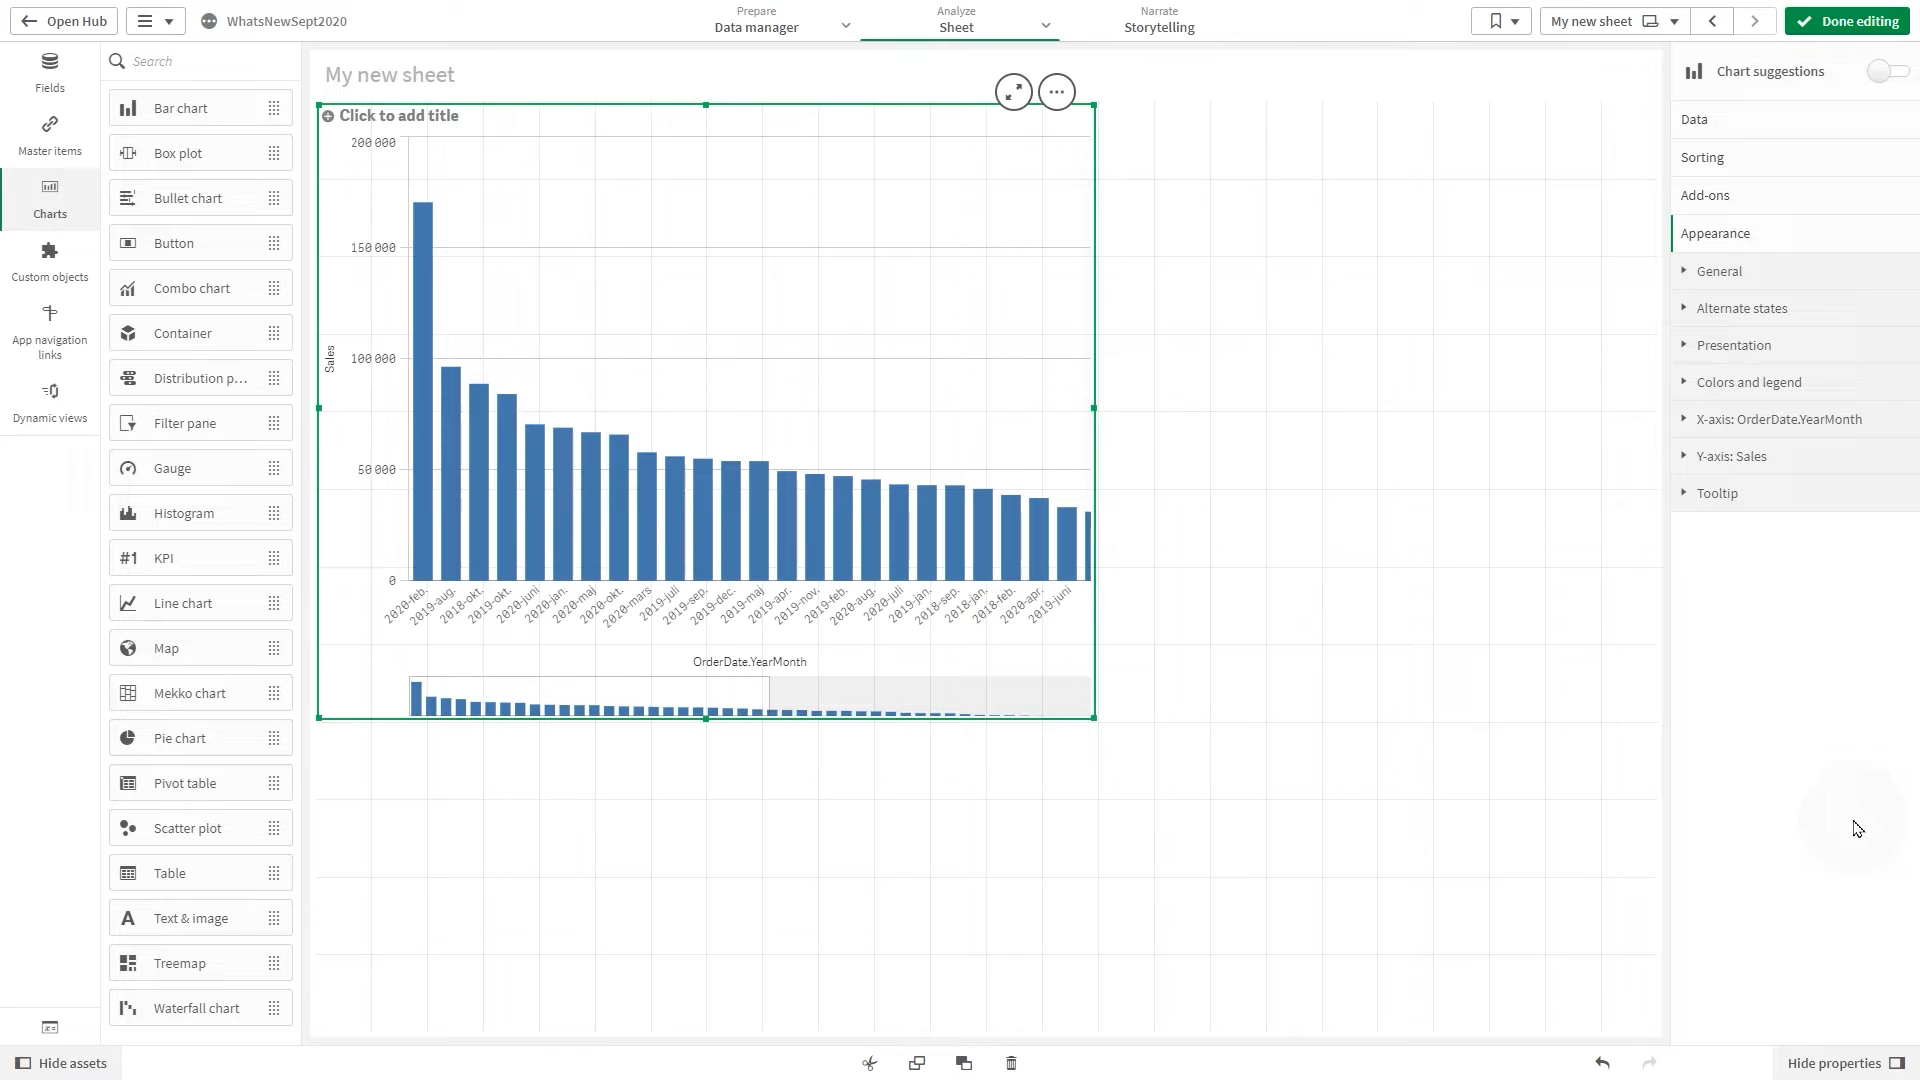 Open Hub
WhatsNewSept2020
Prepare
Data manager
Analyze
Sheet
Narrate
Storytelling
My new sheet
Done editing
Fields
Master items
Charts
Custom objects
App navigation
links
Dynamic views
Search
Bar chart
Box plot
Bullet chart
Button
Combo chart
Container
Distribution p...
Filter pane
Gauge
Histogram
#1 KPI
Line chart
Map
Mekko chart
Pie chart
Pivot table
Scatter plot
Table
A Text & image
Treemap
Waterfall chart
My new sheet
Click to add title
200 000
150 000
100 000
50 000
0
Sales
2020-feb.
2019-aug.
2018-okt.
2019-okt.
2020-juni
2020-jan.
2020-maj
2020-okt.
2020-mars
2019-juli
2019-sep.
2019-dec.
2019-maj
2019-apr.
2019-nov.
2019-feb.
2020-aug.
2020-juli
2019-jan.
2018-sep.
2018-jan.
2018-feb.
2020-apr.
2019-juni
OrderDate.YearMonth
Chart suggestions
Data
Sorting
Add-ons
Appearance
General
Alternate states
Presentation
Colors and legend
X-axis: OrderDate.YearMonth
Y-axis: Sales
Tooltip
Hide assets
Hide properties